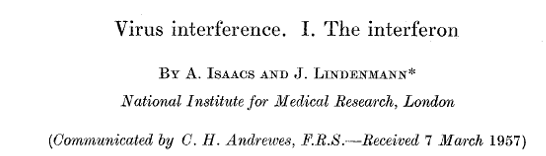 Virus interference. I. The interferon
By A. Isaacs and J. Lindenmann*
National Institute for Medical Research, London
(Communicated by C. H. Andrewes, F.R.S.—Received 7 March 1957)